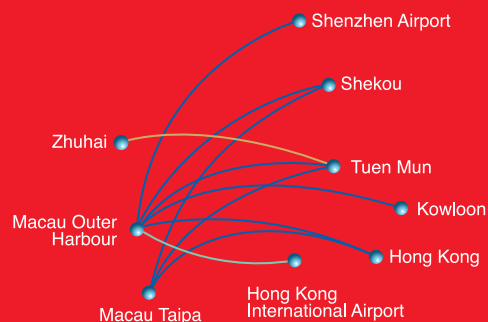 Shenzhen Airport
Shekou
Zhuhai
Tuen Mun
Kowloon
Macau Outer
Harbour
Hong Kong
Macau Taipa
Hong Kong
International Airport